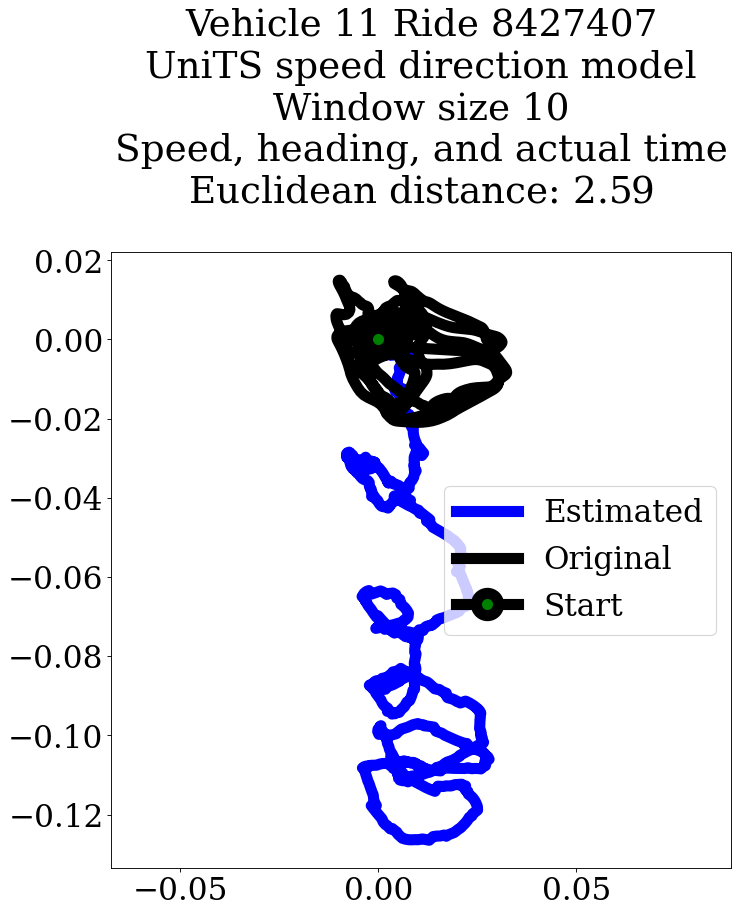 Vehicle 11 Ride 8427407
UniTS speed direction model
Window size 10
Speed, heading, and actual time
Euclidean distance: 2.59
0.02
0.00
−0.02
−0.04
−0.06
−0.08
−0.10
−0.12
Estimated
Original
Start
−0.05
0.00
0.05